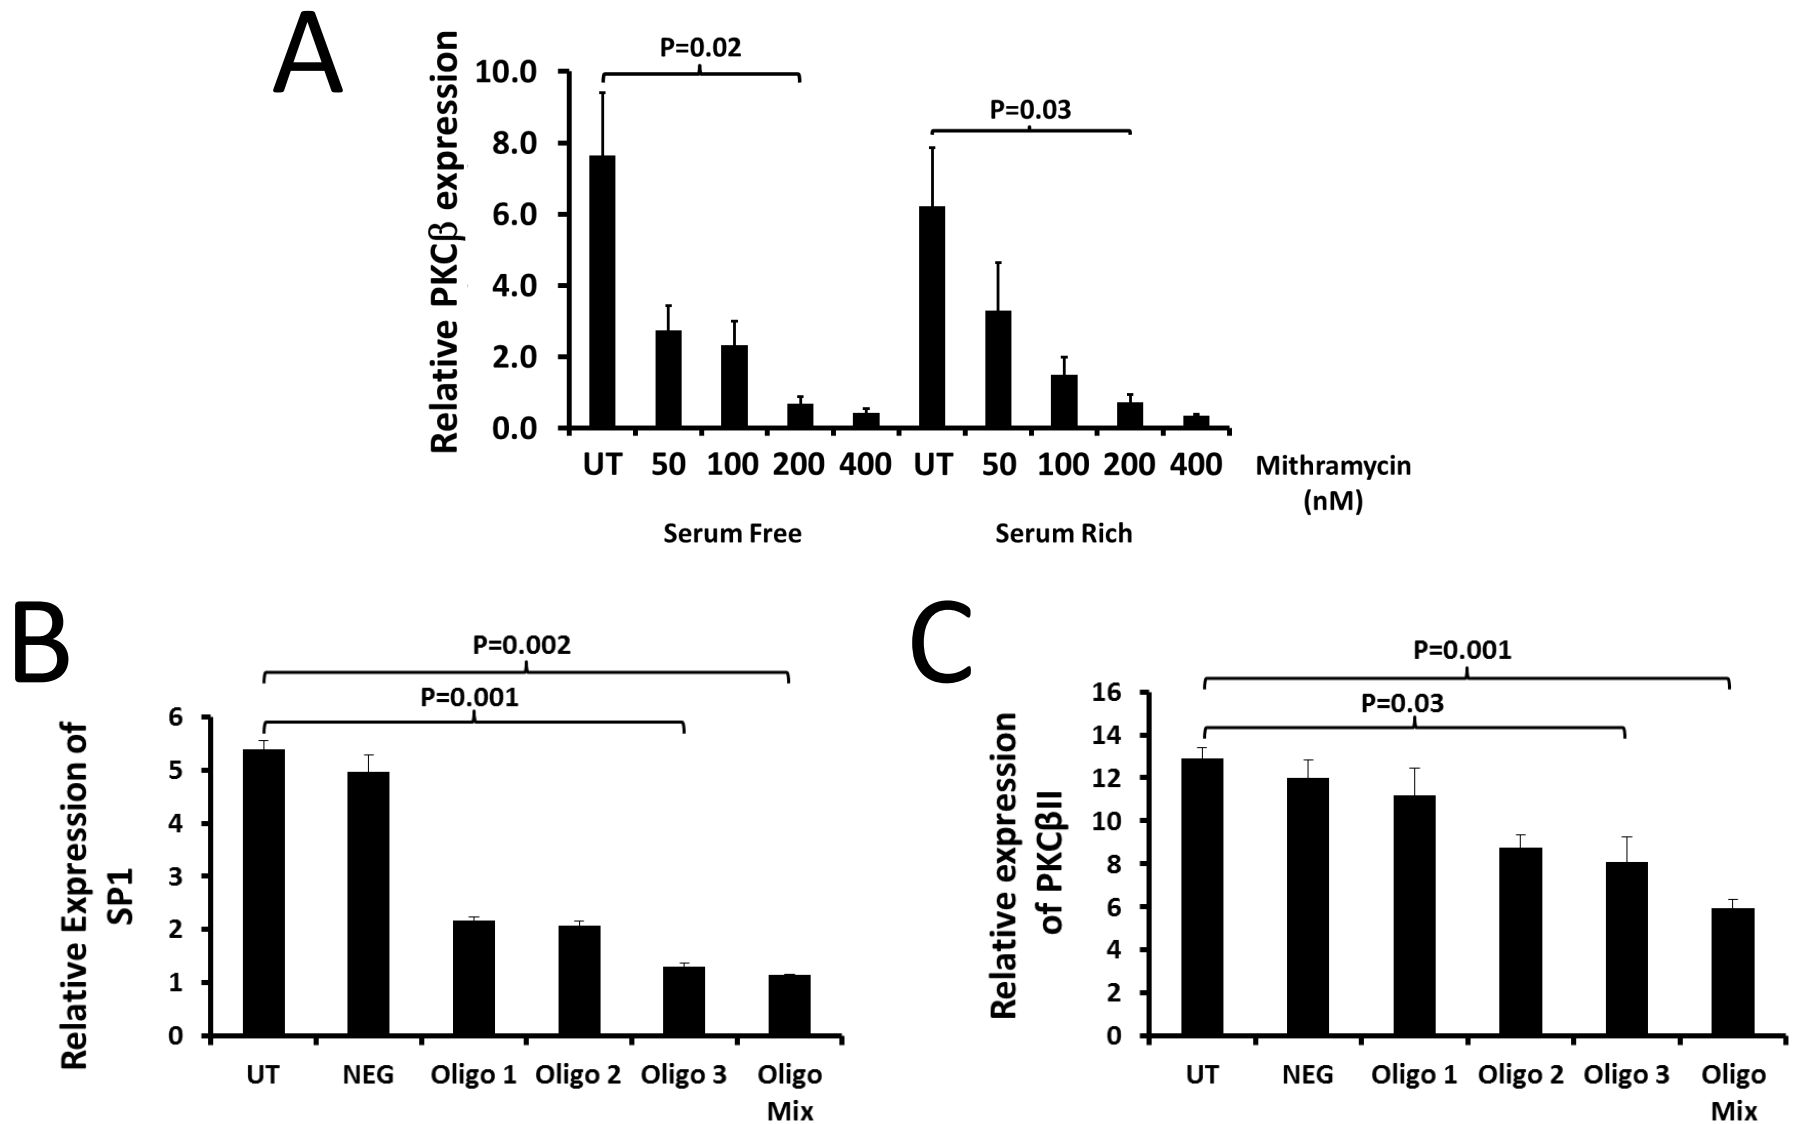 A
P=0.02
P=0.03
Relative PKCβ expression
10.0
8.0
6.0
4.0
2.0
0.0
UT 50 100 200 400 UT 50 100 200 400 Mithramycin
(nM)
Serum Free Serum Rich
B
P=0.002
P=0.001
Relative Expression of
SP1
6
5
4
3
2
1
0
UT NEG Oligo 1 Oligo 2 Oligo 3 Oligo
Mix
C
P=0.001
P=0.03
Relative expression
of PKCβII
16
14
12
10
8
6
4
2
0
UT NEG Oligo 1 Oligo 2 Oligo 3 Oligo
Mix